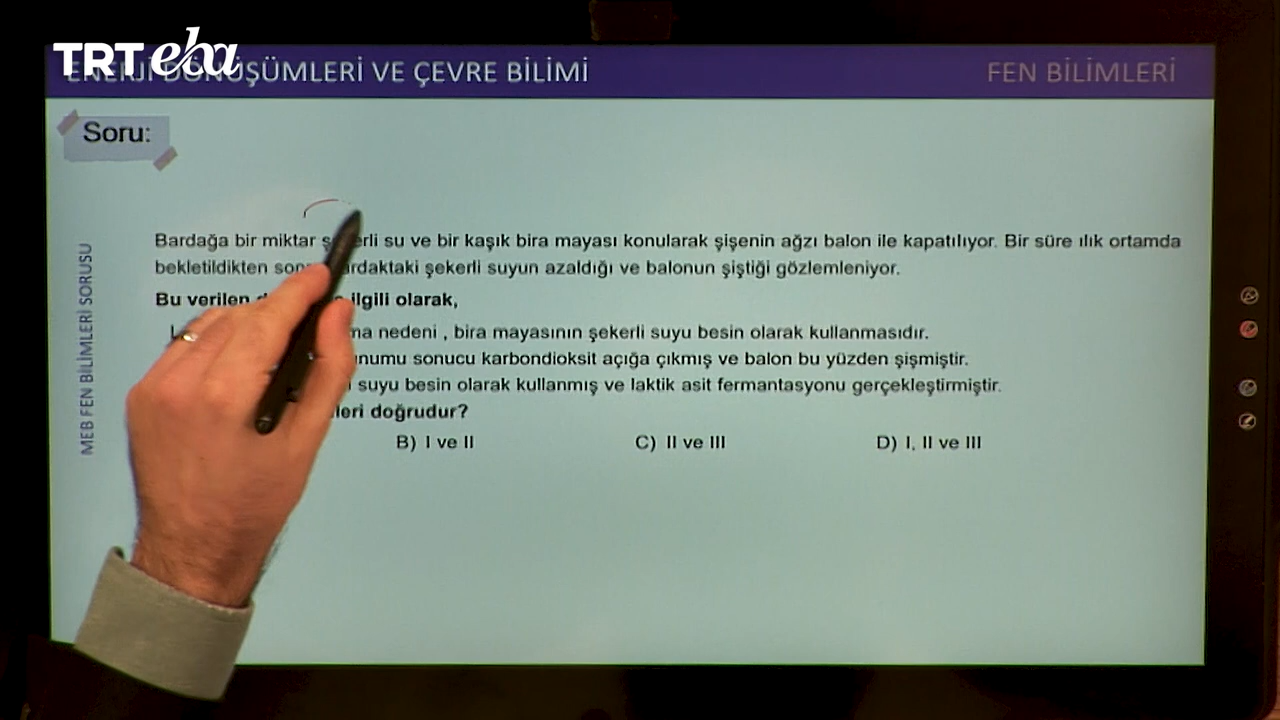 TRT eba
ENERJİ DÖNÜŞÜMLERİ VE ÇEVRE BİLİMİ
FEN BİLİMLERİ
Soru:
MEB FEN BİLİMLERİ SORUSU
Bardağa bir miktar şekerli su ve bir kaşık bira mayası konularak şişenin ağzı balon ile kapatılıyor. Bir süre ılık ortamda
bekletildikten sonra bardaktaki şekerli suyun azaldığı ve balonun şiştiği gözlemleniyor.
Bu verilen ilgili olarak,
nedeni , bira mayasının şekerli suyu besin olarak kullanmasıdır.
sonucu karbondioksit açığa çıkmış ve balon bu yüzden şişmiştir.
suyu besin olarak kullanmış ve laktik asit fermantasyonu gerçekleştirmiştir.
doğrudur?
B) I ve II
C) II ve III
D) I, II ve III